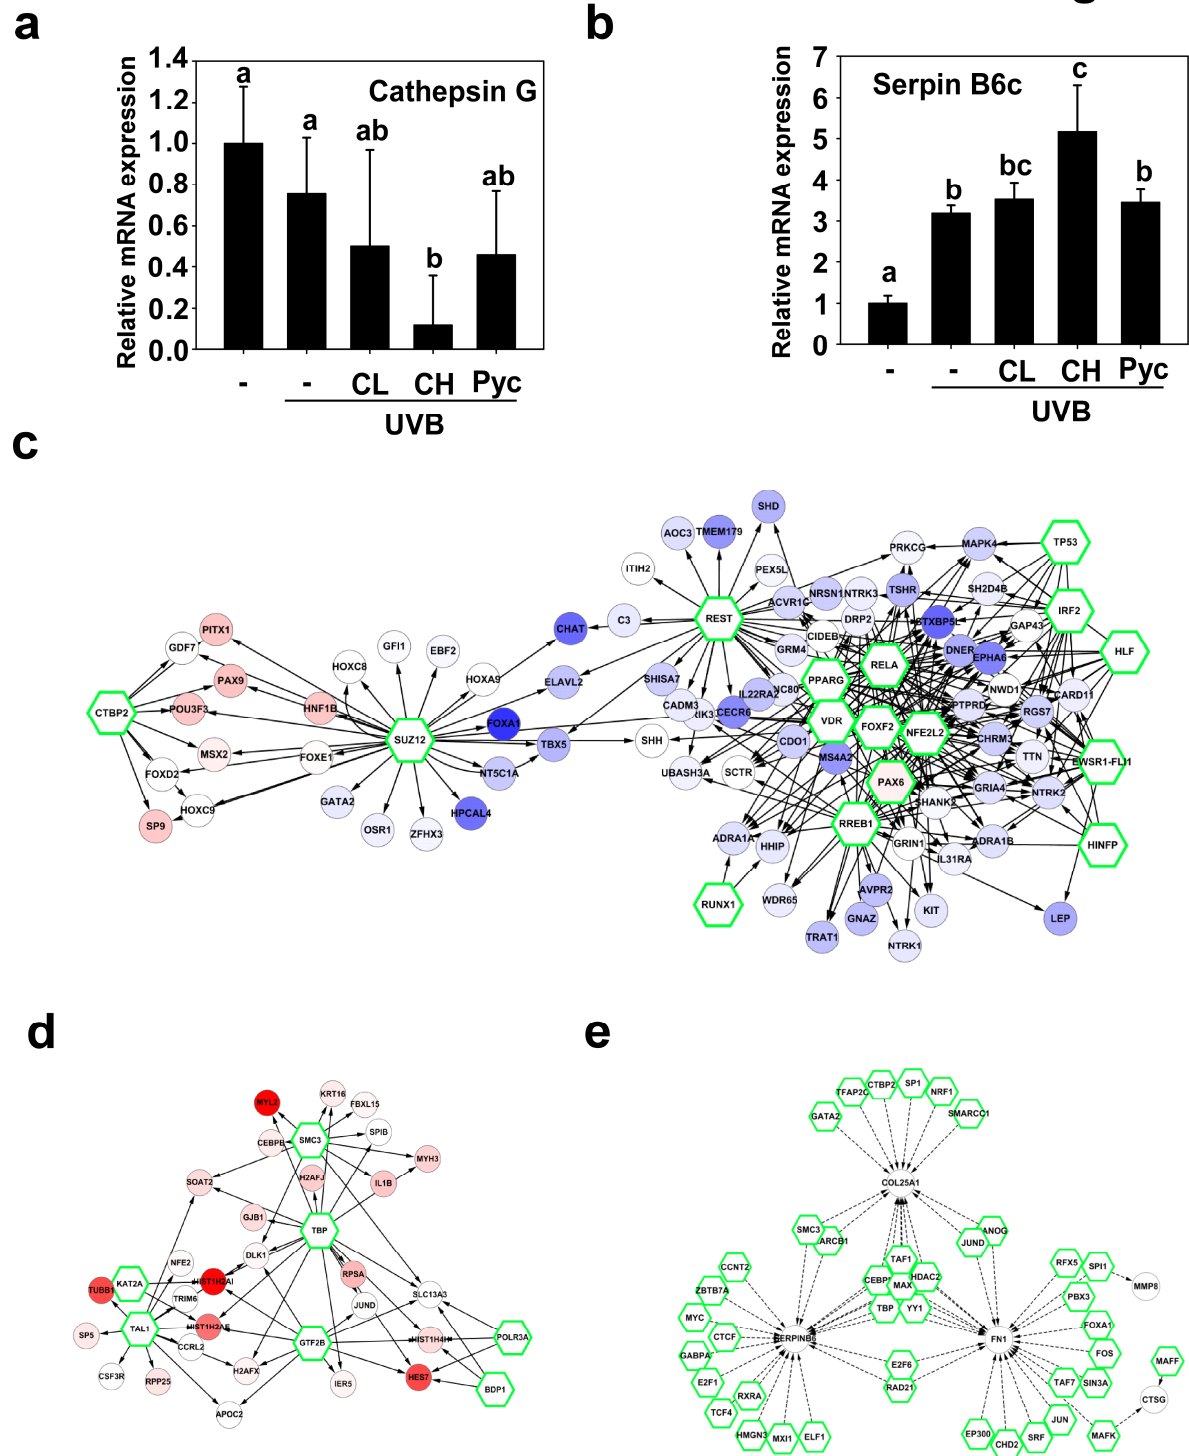 a
1.4
1.2
1.0
0.8
0.6
0.4
0.2
0.0
Relative mRNA expression
Cathepsin G
a
a
ab
b
ab
-
-
CL
CH
Pyc
UVB
b
7
6
5
4
3
2
1
0
Relative mRNA expression
Serpin B6c
a
b
bc
c
b
-
-
CL
CH
Pyc
UVB
c
SHD
AOC3
TMEM179
TP53
PRKCG
MAPK4
ITIH2
PEX5L
SH2D4B
TSHR
NRSN1
NTRK3
ACVR1C
IRF2
PITX1
CHAT
C3
REST
DRP2
STXBP5L
GAP43
CIDEB
GDF7
GFI1
EBF2
GRM4
DNER
EPHA6
HLF
HOXC8
RELA
PAX9
HOXA9
ELAVL2
SHISA7
PPARG
IL22RA2
NWD1
CARD11
CTBP2
POU3F3
HNF1B
CADM3
CECR6
PTPRD
RGS7
FOXA1
VDR
FOXF2
NFE2L2
SUZ12
SHH
TBX5
CDO1
CHRM3
MSX2
FOXE1
MS4A2
TTN
EWSR1-FLI1
FOXD2
NT5C1A
UBASH3A
SCTR
PAX6
GRIA4
NTRK2
HOXC9
GATA2
HPCAL4
SHANK2
SP9
OSR1
ZFHX3
RREB1
ADRA1A
HHIP
GRIN1
ADRA1B
HINFP
IL31RA
RUNX1
WDR65
AVPR2
GNAZ
KIT
LEP
TRAT1
NTRK1
d
MYL2
KRT16
FBXL15
CEBPB
SMC3
SPIB
MYH3
SOAT2
H2AFJ
IL1B
GJB1
TBP
NFE2
DLK1
TUBB1
KAT2A
HIST1H2AI
RPSA
SLC13A3
TRIM6
JUND
SP5
TAL1
HIST1H2AE
CCRL2
GTF2B
HIST1H4H
POLR3A
CSF3R
RPP25
H2AFX
IER5
HES7
BDP1
APOC2
e
TFAP2C
CTBP2
SP1
NRF1
GATA2
SMARCC1
COL25A1
SMC3
JUND
CCNT2
TAF1
RFX5
SPI1
ZBTB7A
HDAC2
MMP8
MAX
MYC
TBP
YY1
PBX3
CTCF
SERPINB6
FN1
FOXA1
GABPA
E2F6
FOS
MAFF
E2F1
RXRA
RAD21
TAF7
SIN3A
CTSG
TCF4
HMGN3
MXI1
ELF1
EP300
CHD2
SRF
JUN
MAFK